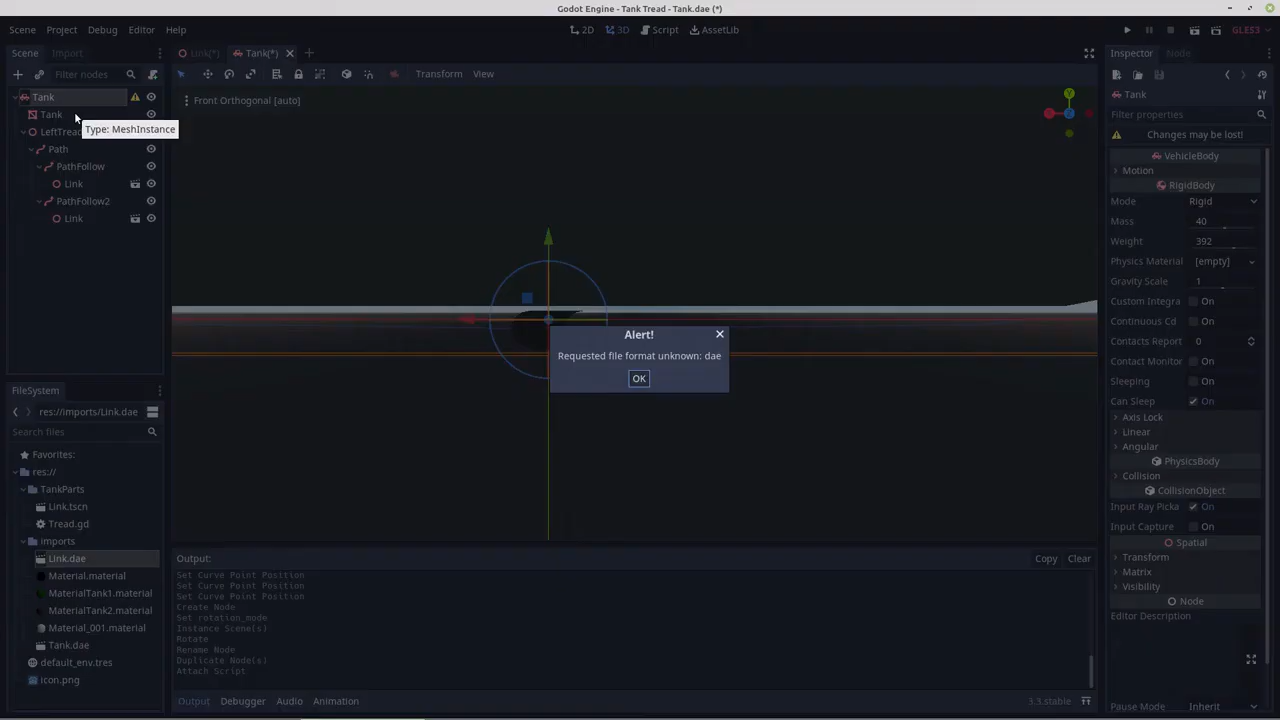 Godot Engine - Tank Tread - Tank.dae (*)
Scene Project Debug Editor Help
2D 3D Script AssetLib
GLES3
Scene Import
Link(*) Tank(*)
Inspector Node
Filter nodes
Transform View
Tank
Tank
Type: MeshInstance
LeftTread
Path
PathFollow
Link
PathFollow2
Link
Front Orthogonal [auto]
Y
Alert!
Requested file format unknown: dae
OK
FileSystem
res://imports/Link.dae
Search files
Favorites:
res://
TankParts
Link.tscn
Tread.gd
imports
Link.dae
Material.material
MaterialTank1.material
MaterialTank2.material
Material_001.material
Tank.dae
default_env.tres
icon.png
Output:
Copy Clear
Set Curve Point Position
Set Curve Point Position
Set Curve Point Position
Create Node
Set rotation_mode
Instance Scene(s)
Rotate
Rename Node
Duplicate Node(s)
Attach Script
Output Debugger Audio Animation
3.3.stable
Tank
Filter properties
Changes may be lost!
VehicleBody
Motion
RigidBody
Mode Rigid
Mass 40
Weight 392
Physics Material [empty]
Gravity Scale 1
Custom Integra On
Continuous Cd On
Contacts Report 0
Contact Monitor On
Sleeping On
Can Sleep On
Axis Lock
Linear
Angular
PhysicsBody
Collision
CollisionObject
Input Ray Picka On
Input Capture On
Spatial
Transform
Matrix
Visibility
Node
Editor Description
Pause Mode Inherit